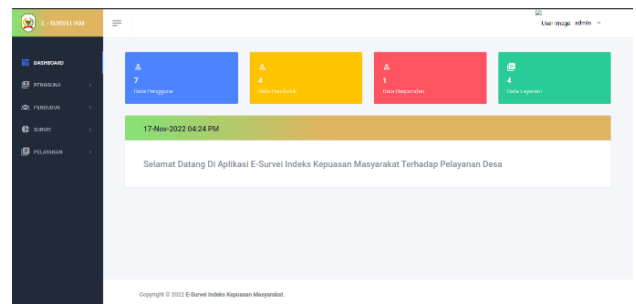 E - SURVEI IKM
User Image admin
DASHBOARD
PENGGUNA
PENDUDUK
SURVEI
PELAYANAN
7
Data Pengguna
4
Data Penduduk
1
Data Responden
4
Data Layanan
17-Nov-2022 04:24 PM
Selamat Datang Di Aplikasi E-Survei Indeks Kepuasan Masyarakat Terhadap Pelayanan Desa
Copyright © 2022 E-Survei Indeks Kepuasan Masyarakat.